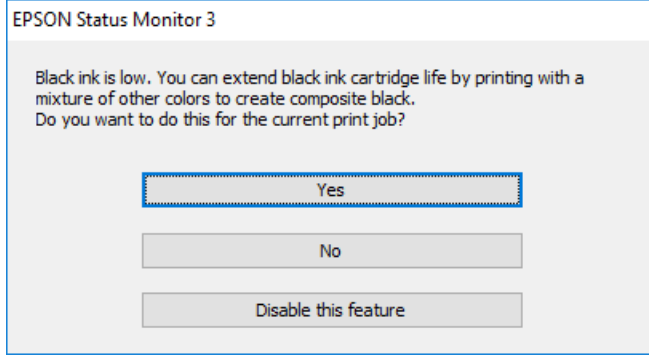 EPSON Status Monitor 3
Black ink is low. You can extend black ink cartridge life by printing with a
mixture of other colors to create composite black.
Do you want to do this for the current print job?
Yes
No
Disable this feature